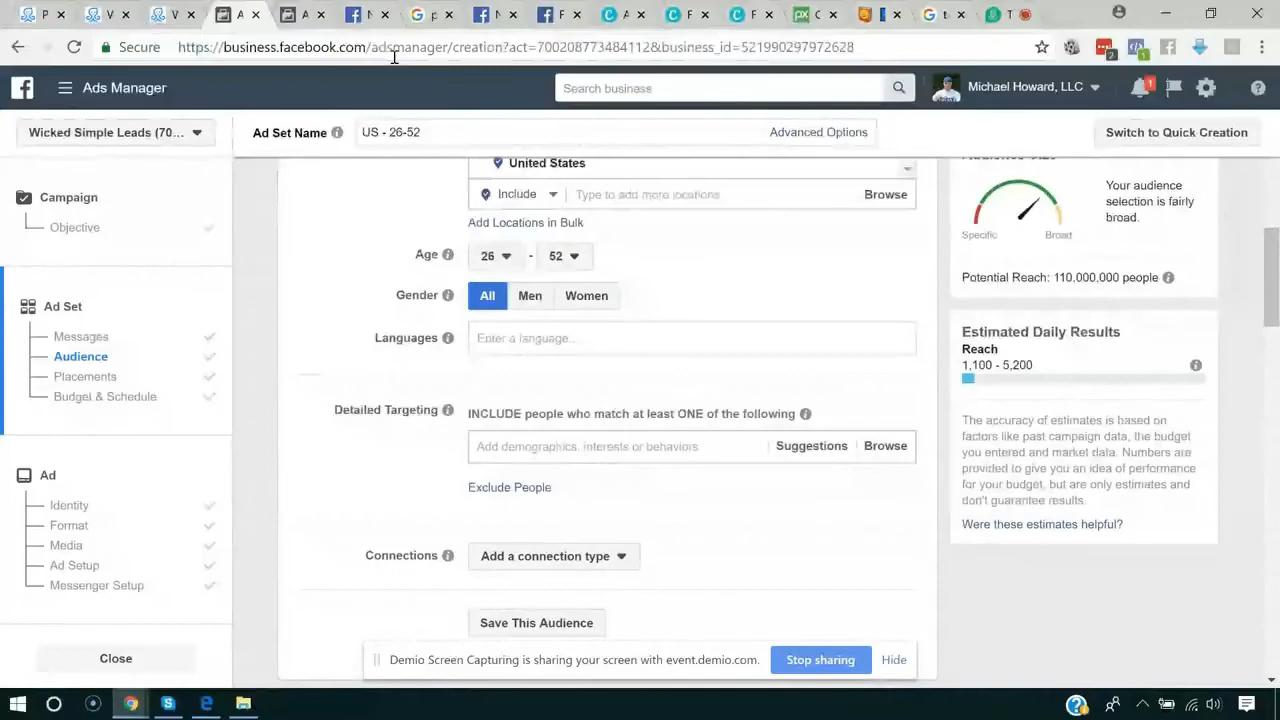 Secure
https://business.facebook.com/adsmanager/creation?act=700208773484112&business_id=521990297972628
Ads Manager
Search business
Michael Howard, LLC
1
Wicked Simple Leads (70...
Ad Set Name
US - 26-52
Advanced Options
Switch to Quick Creation
Campaign
Objective
Ad Set
Messages
Audience
Placements
Budget & Schedule
Ad
Identity
Format
Media
Ad Setup
Messenger Setup
Close
United States
Include
Type to add more locations
Browse
Add Locations in Bulk
Age
26 - 52
Gender
All Men Women
Languages
Enter a language...
Detailed Targeting
INCLUDE people who match at least ONE of the following
Add demographics, interests or behaviors
Suggestions
Browse
Exclude People
Connections
Add a connection type
Save This Audience
Your audience
selection is fairly
broad.
Specific
Broad
Potential Reach: 110,000,000 people
Estimated Daily Results
Reach
1,100 - 5,200
The accuracy of estimates is based on
factors like past campaign data, the budget
you entered and market data. Numbers are
provided to give you an idea of performance
for your budget, but are only estimates and
don't guarantee results.
Were these estimates helpful?
Demio Screen Capturing is sharing your screen with event.demio.com.
Stop sharing
Hide